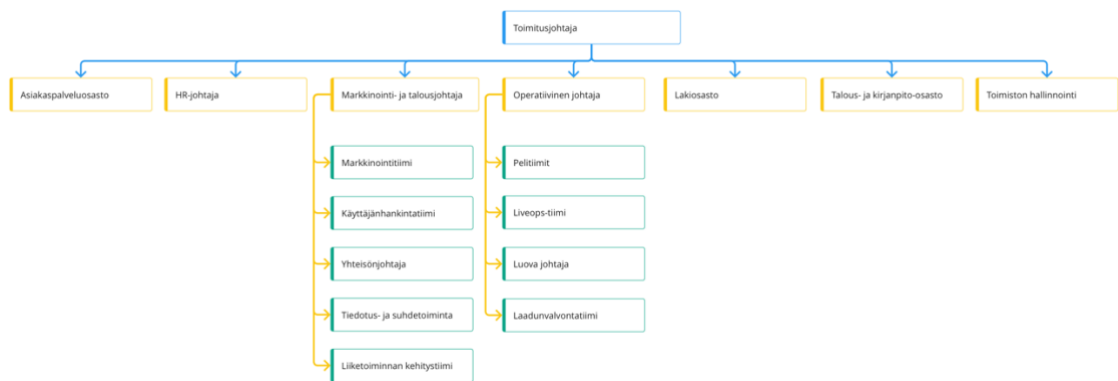 Toimitusjohtaja
Asiakaspalveluosasto
HR-johtaja
Markkinointi- ja talousjohtaja
Operatiivinen johtaja
Lakiosasto
Talous- ja kirjanpito-osasto
Toimiston hallinnointi
Markkinointitiimi
Käyttäjänhankintatiimi
Yhteisönjohtaja
Tiedotus- ja suhdetoiminta
Liiketoiminnan kehitystiimi
Pelitiimit
Liveops-tiimi
Luova johtaja
Laadunvalvontatiimi